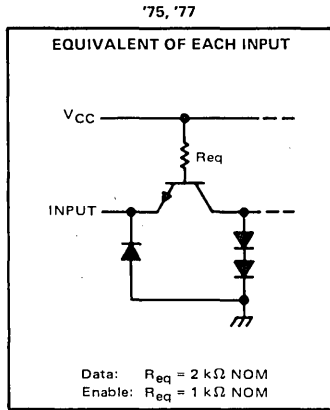 '75, '77
EQUIVALENT OF EACH INPUT
VCC
Req
INPUT
Data: Req = 2 kΩ NOM
Enable: Req = 1 kΩ NOM